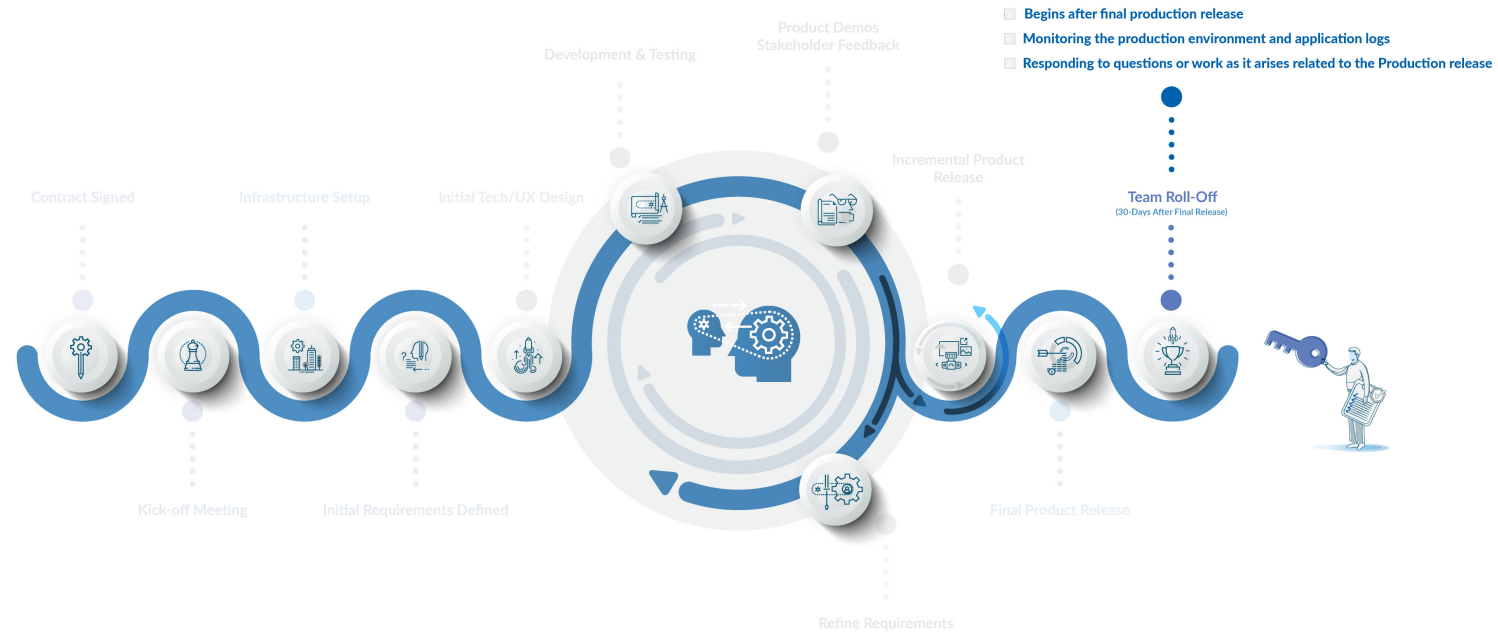 Begins after final production release
Monitoring the production environment and application logs
Responding to questions or work as it arises related to the Production release
Product Demos
Stakeholder Feedback
Development & Testing
Incremental Product
Release
Contract Signed
Infrastructure Setup
Initial Tech/UX Design
Team Roll-Off
(30-Days After Final Release)
?
Kick-off Meeting
Initial Requirements Defined
Final Product Release
Refine Requirements